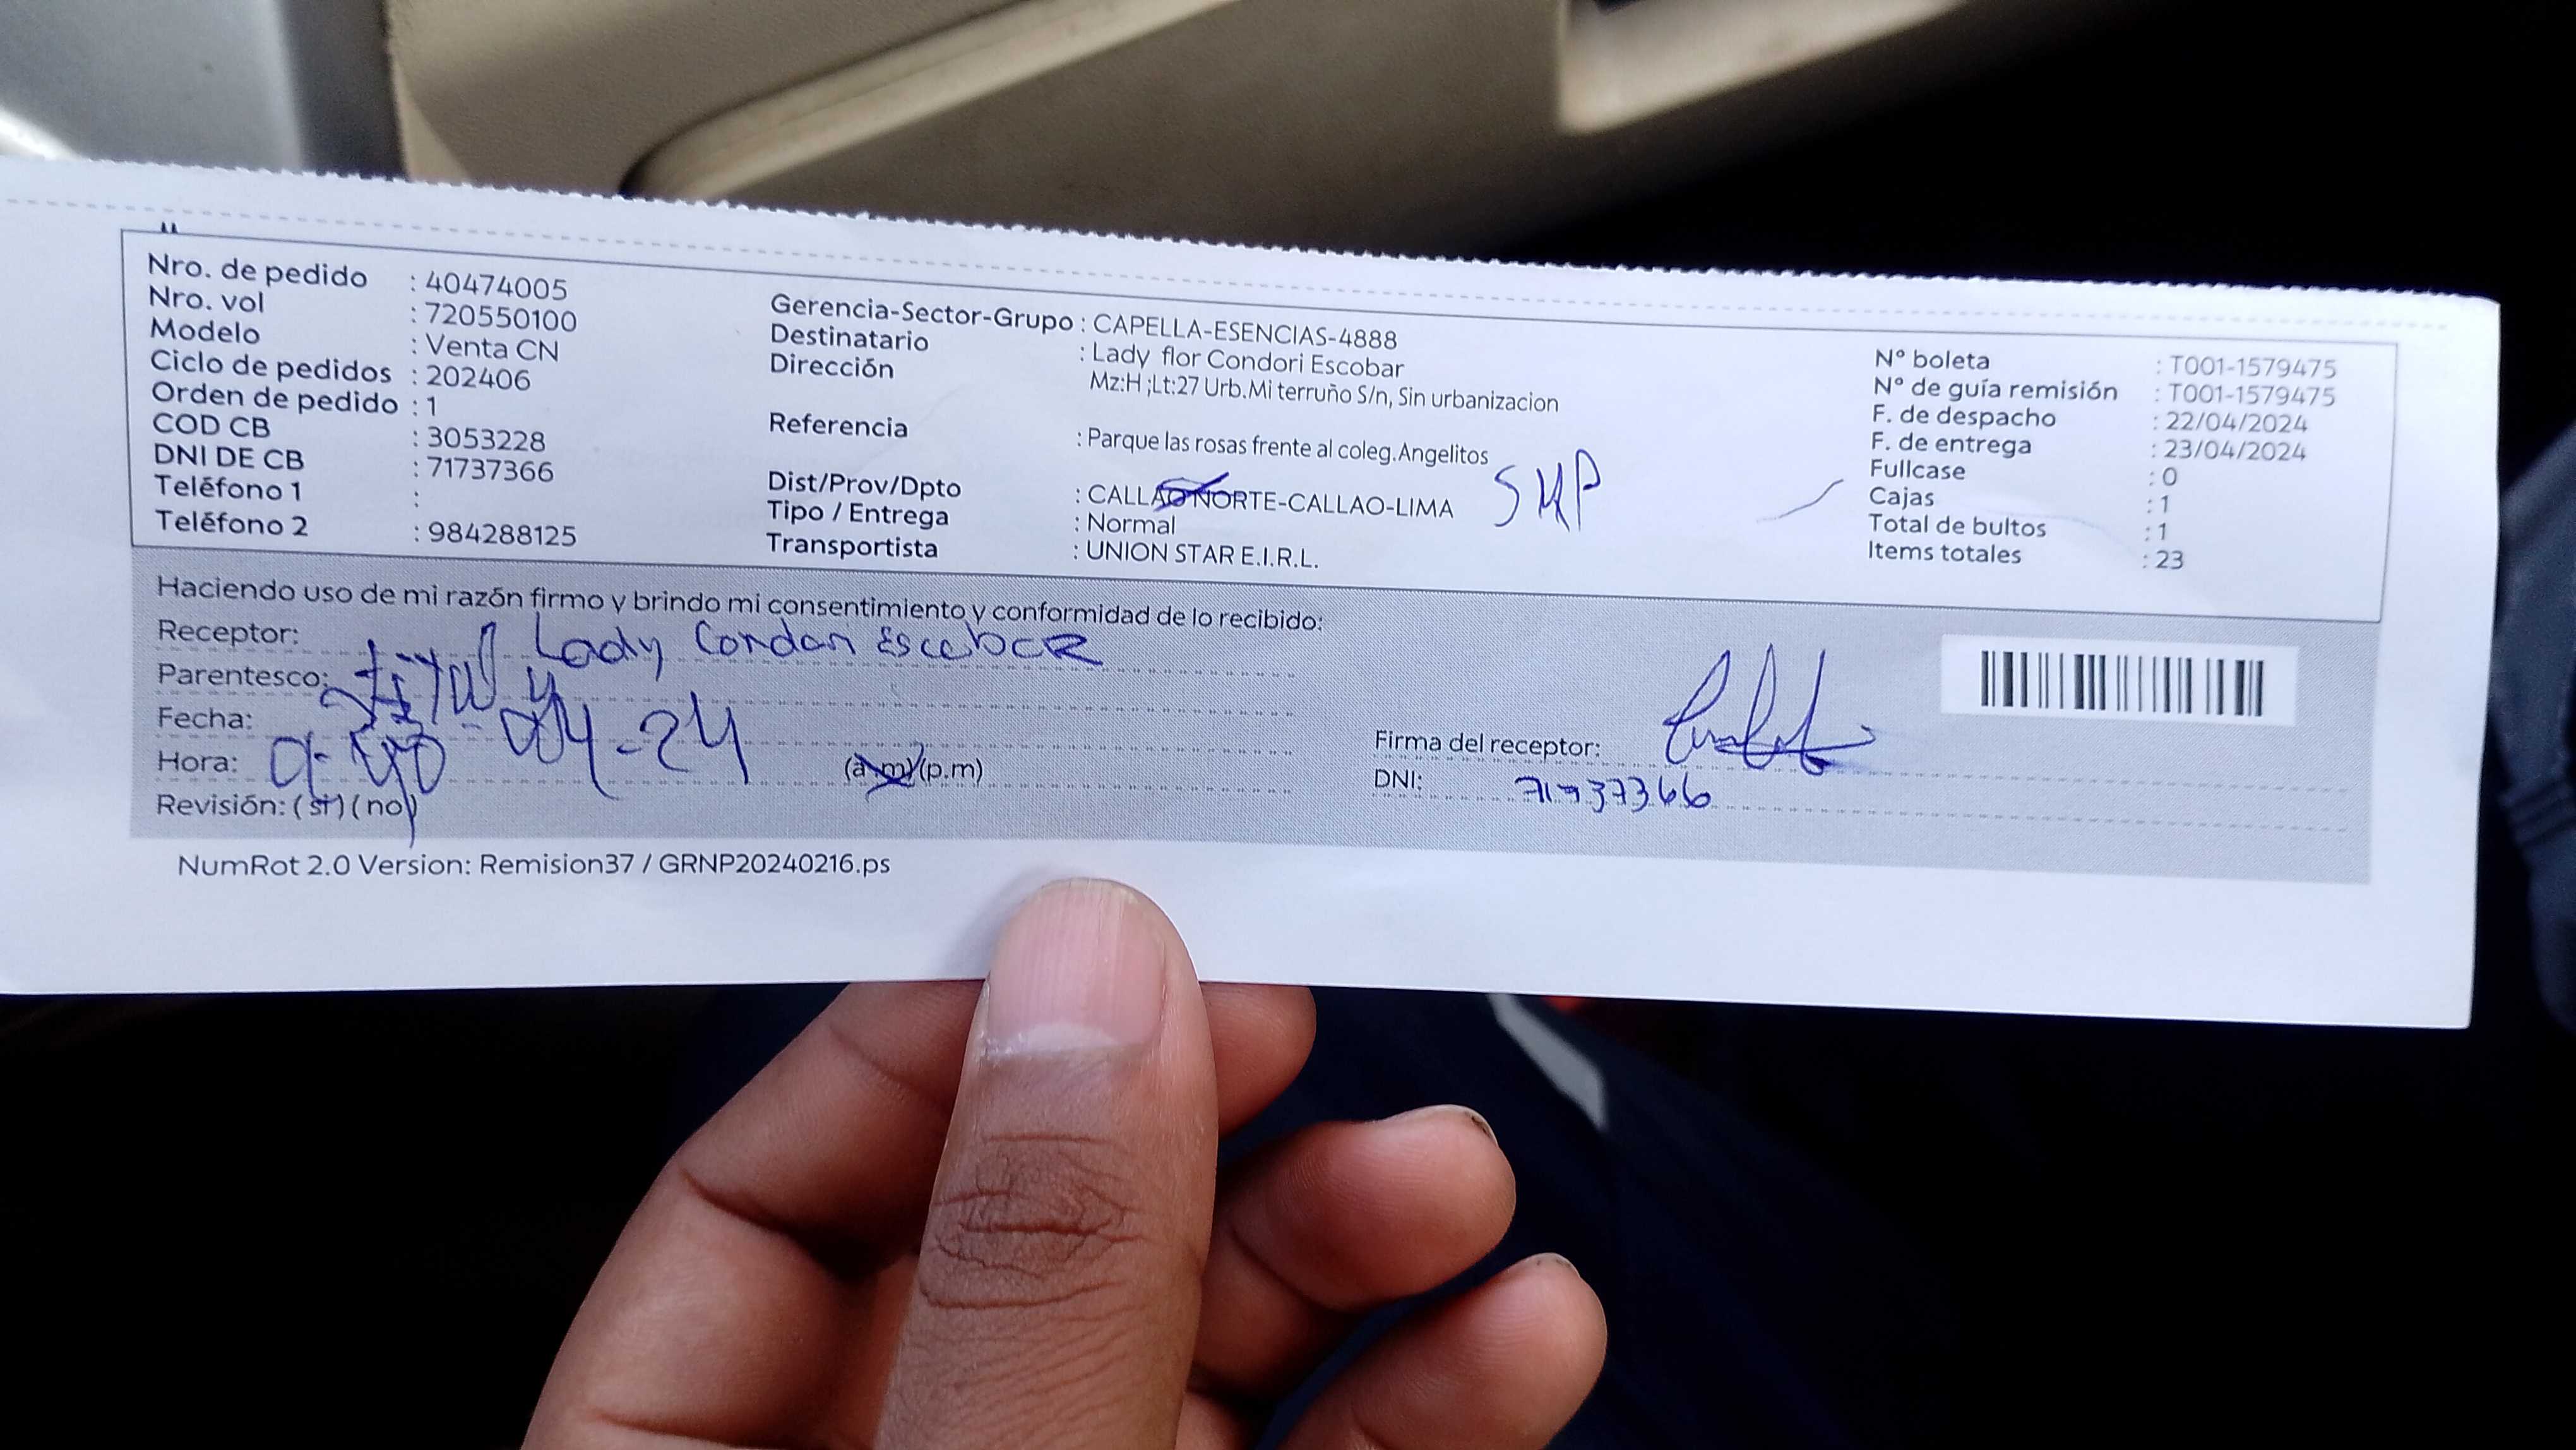 Nro. de pedido : 40474005
Nro. vol : 720550100
Modelo : Venta CN
Ciclo de pedidos : 202406
Orden de pedido : 1
COD CB : 3053228
DNI DE CB : 71737366
Teléfono 1 :
Teléfono 2 : 984288125
Gerencia-Sector-Grupo : CAPELLA-ESENCIAS-4888
Destinatario : Lady flor Condori Escobar
Dirección Mz:H ;Lt:27 Urb.Mi terruño S/n, Sin urbanizacion
Referencia : Parque las rosas frente al coleg.Angelitos
Dist/Prov/Dpto : CALLAO NORTE-CALLAO-LIMA SMP
Tipo / Entrega : Normal
Transportista : UNION STAR E.I.R.L.
N° boleta : T001-1579475
N° de guía remisión : T001-1579475
F. de despacho : 22/04/2024
F. de entrega : 23/04/2024
Fullcase : 0
Cajas : 1
Total de bultos : 1
Items totales : 23
Haciendo uso de mi razón firmo y brindo mi consentimiento y conformidad de lo recibido:
Receptor: Lady Condori Escobar
Parentesco:
Fecha: 04-24
Hora: (a.m)(p.m)
Revisión: (si) (no)
Firma del receptor:
DNI: 71737366
NumRot 2.0 Version: Remision37 / GRNP20240216.ps